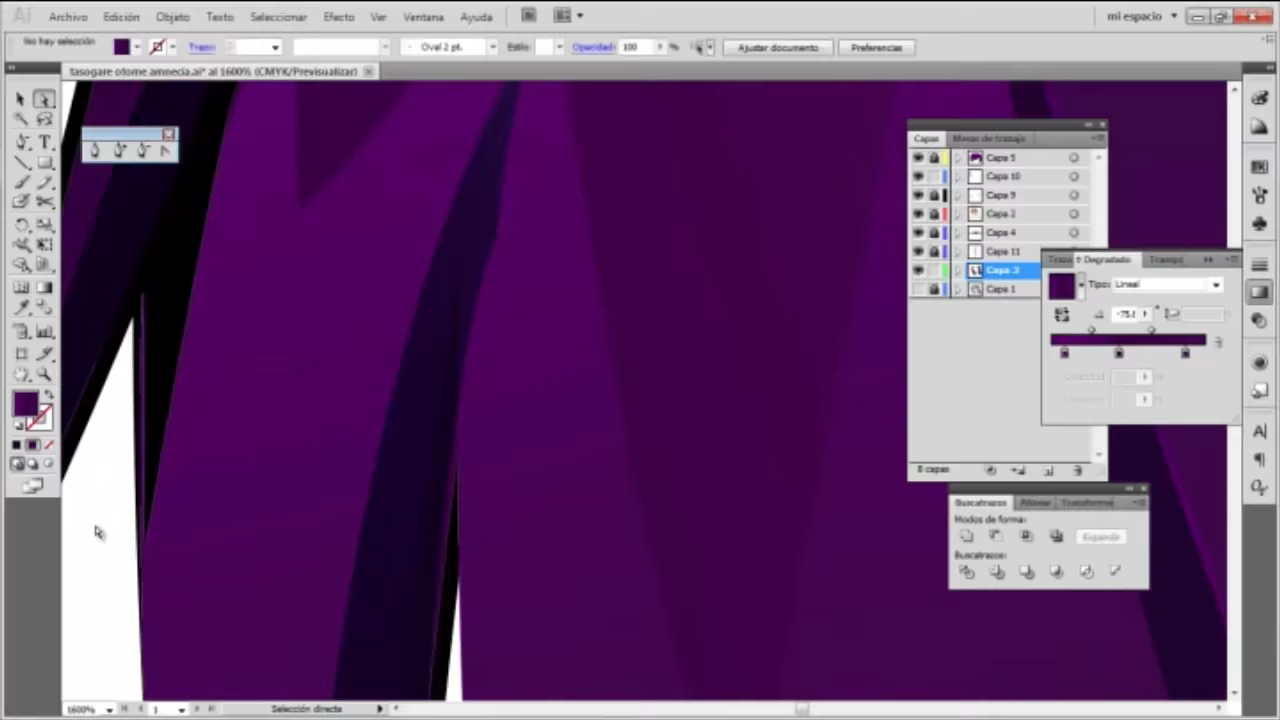 Ai Archivo Edición Objeto Texto Seleccionar Efecto Ver Ventana Ayuda mi espacio
No hay selección Trazo: Oval 2 pt. Estilo: Opacidad: 100 % Ajustar documento Preferencias
tasogare otome amnecia.ai* al 1600% (CMYK/Previsualizar)
Capas Mesas de trabajo
Capa 5
Capa 10
Capa 9
Capa 2
Capa 4
Capa 11
Capa 3
Capa 1
8 capas
Degradado
Tipo: Lineal
Buscatrazos Alinear Transformar
Modos de forma:
Expandir
Buscatrazos:
1600% 1 Selección directa